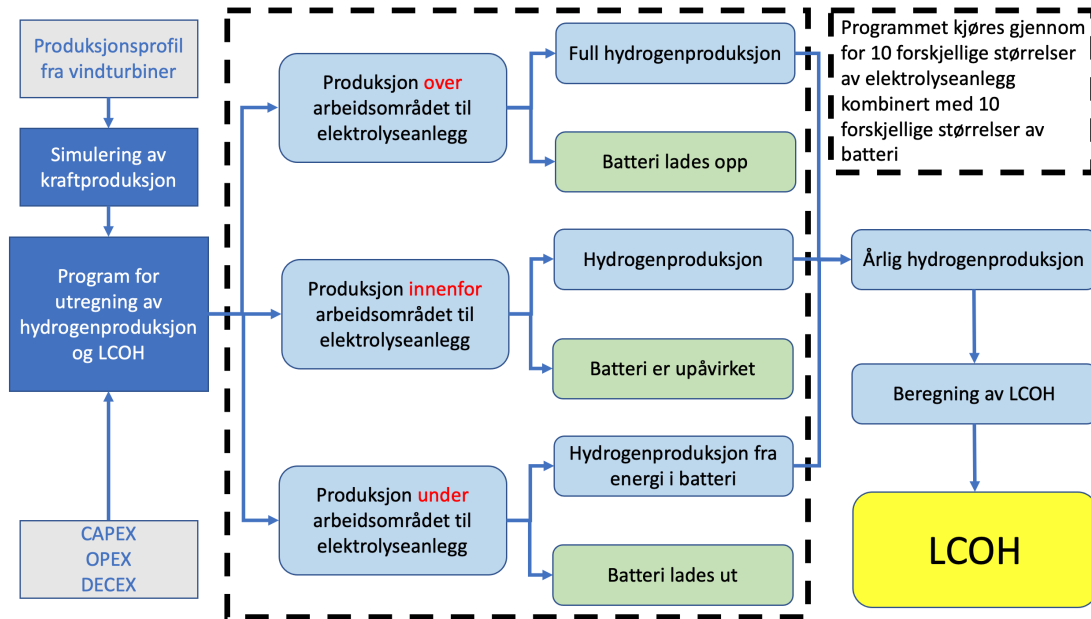 Produksjonsprofil
fra vindturbiner
Simulering av
kraftproduksjon
Program for
utregning av
hydrogenproduksjon
og LCOH
CAPEX
OPEX
DECEX
Produksjon over
arbeidsområdet til
elektrolyseanlegg
Full hydrogenproduksjon
Batteri lades opp
Produksjon innenfor
arbeidsområdet til
elektrolyseanlegg
Hydrogenproduksjon
Batteri er upåvirket
Produksjon under
arbeidsområdet til
elektrolyseanlegg
Hydrogenproduksjon fra
energi i batteri
Batteri lades ut
Programmet kjøres gjennom
for 10 forskjellige størrelser
av elektrolyseanlegg
kombinert med 10
forskjellige størrelser av
batteri
Årlig hydrogenproduksjon
Beregning av LCOH
LCOH